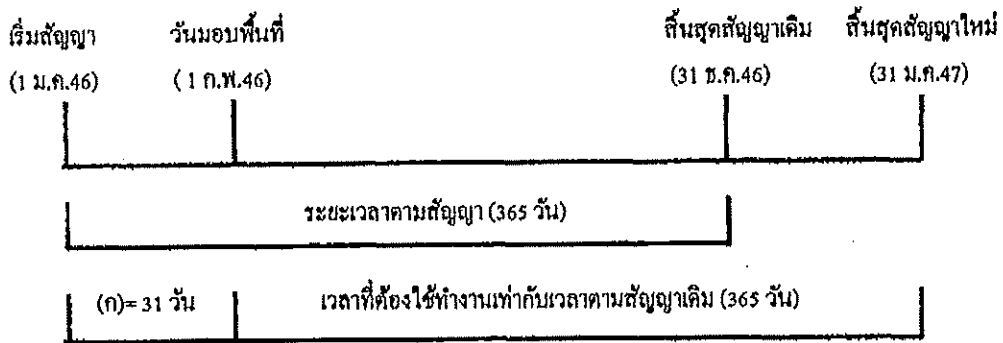 เริ่มสัญญา วันมอบพื้นที่ สิ้นสุดสัญญาเดิม สิ้นสุดสัญญาใหม่
(1 ม.ค.46) ( 1 ก.พ.46) (31 ธ.ค.46) (31 ม.ค.47)
ระยะเวลาตามสัญญา (365 วัน)
(ก)= 31 วัน เวลาที่ต้องใช้ทำงานเท่ากับเวลาตามสัญญาเดิม (365 วัน)